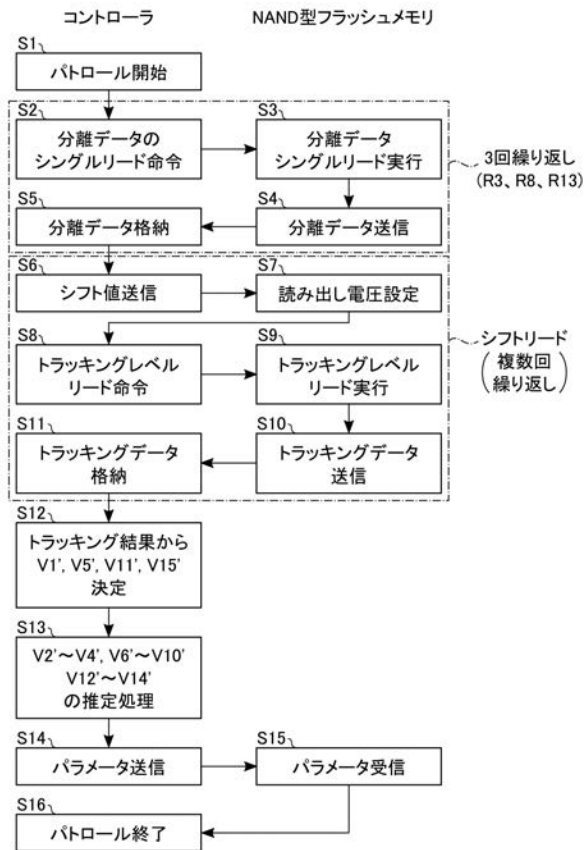 コントローラ
NAND型フラッシュメモリ
S1
パトロール開始
S2
分離データの
シングルリード命令
S3
分離データ
シングルリード実行
3回繰り返し
(R3、R8、R13)
S5
分離データ格納
S4
分離データ送信
S6
シフト値送信
S7
読み出し電圧設定
S8
トラッキングレベル
リード命令
S9
トラッキングレベル
リード実行
シフトリード
(複数回
繰り返し)
S11
トラッキングデータ
格納
S10
トラッキングデータ
送信
S12
トラッキング結果から
V1', V5', V11', V15'
決定
S13
V2'～V4', V6'～V10'
V12'～V14'
の推定処理
S14
パラメータ送信
S15
パラメータ受信
S16
パトロール終了